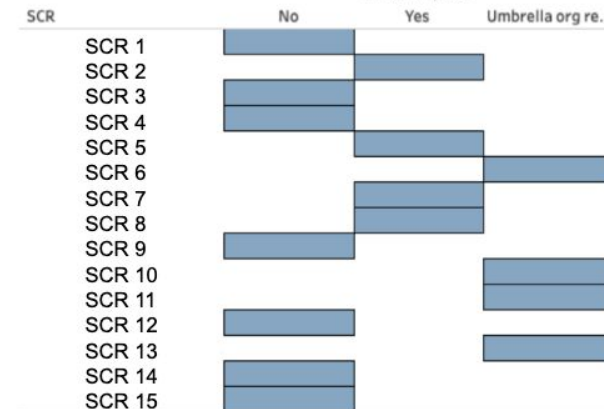 SCR No Yes Umbrella org re.
SCR 1
SCR 2
SCR 3
SCR 4
SCR 5
SCR 6
SCR 7
SCR 8
SCR 9
SCR 10
SCR 11
SCR 12
SCR 13
SCR 14
SCR 15